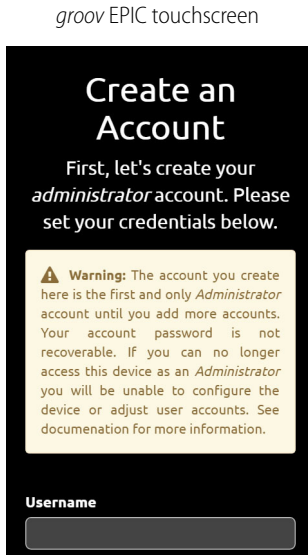 groov EPIC touchscreen
Create an
Account
First, let's create your
administrator account. Please
set your credentials below.
Warning: The account you create
here is the first and only Administrator
account until you add more accounts.
Your account password is not
recoverable. If you can no longer
access this device as an Administrator
you will be unable to configure the
device or adjust user accounts. See
documenation for more information.
Username